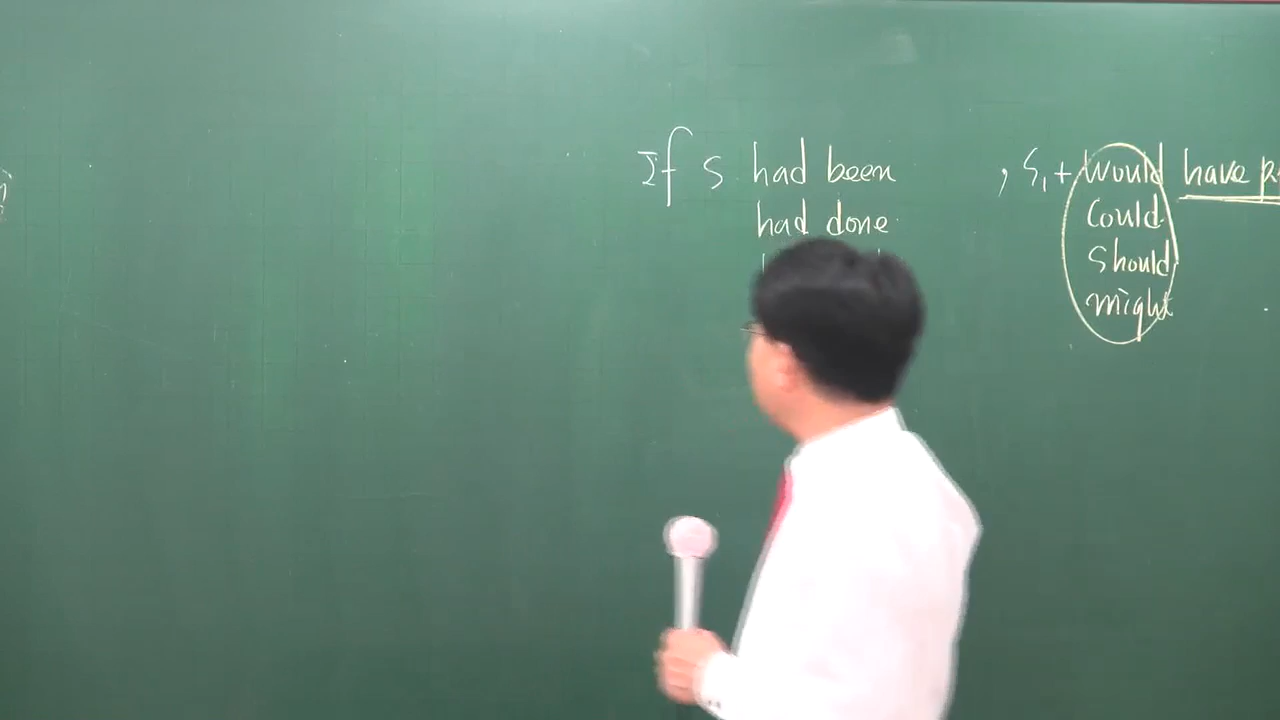 If S had been , S₁ + would have
had done could
should
might